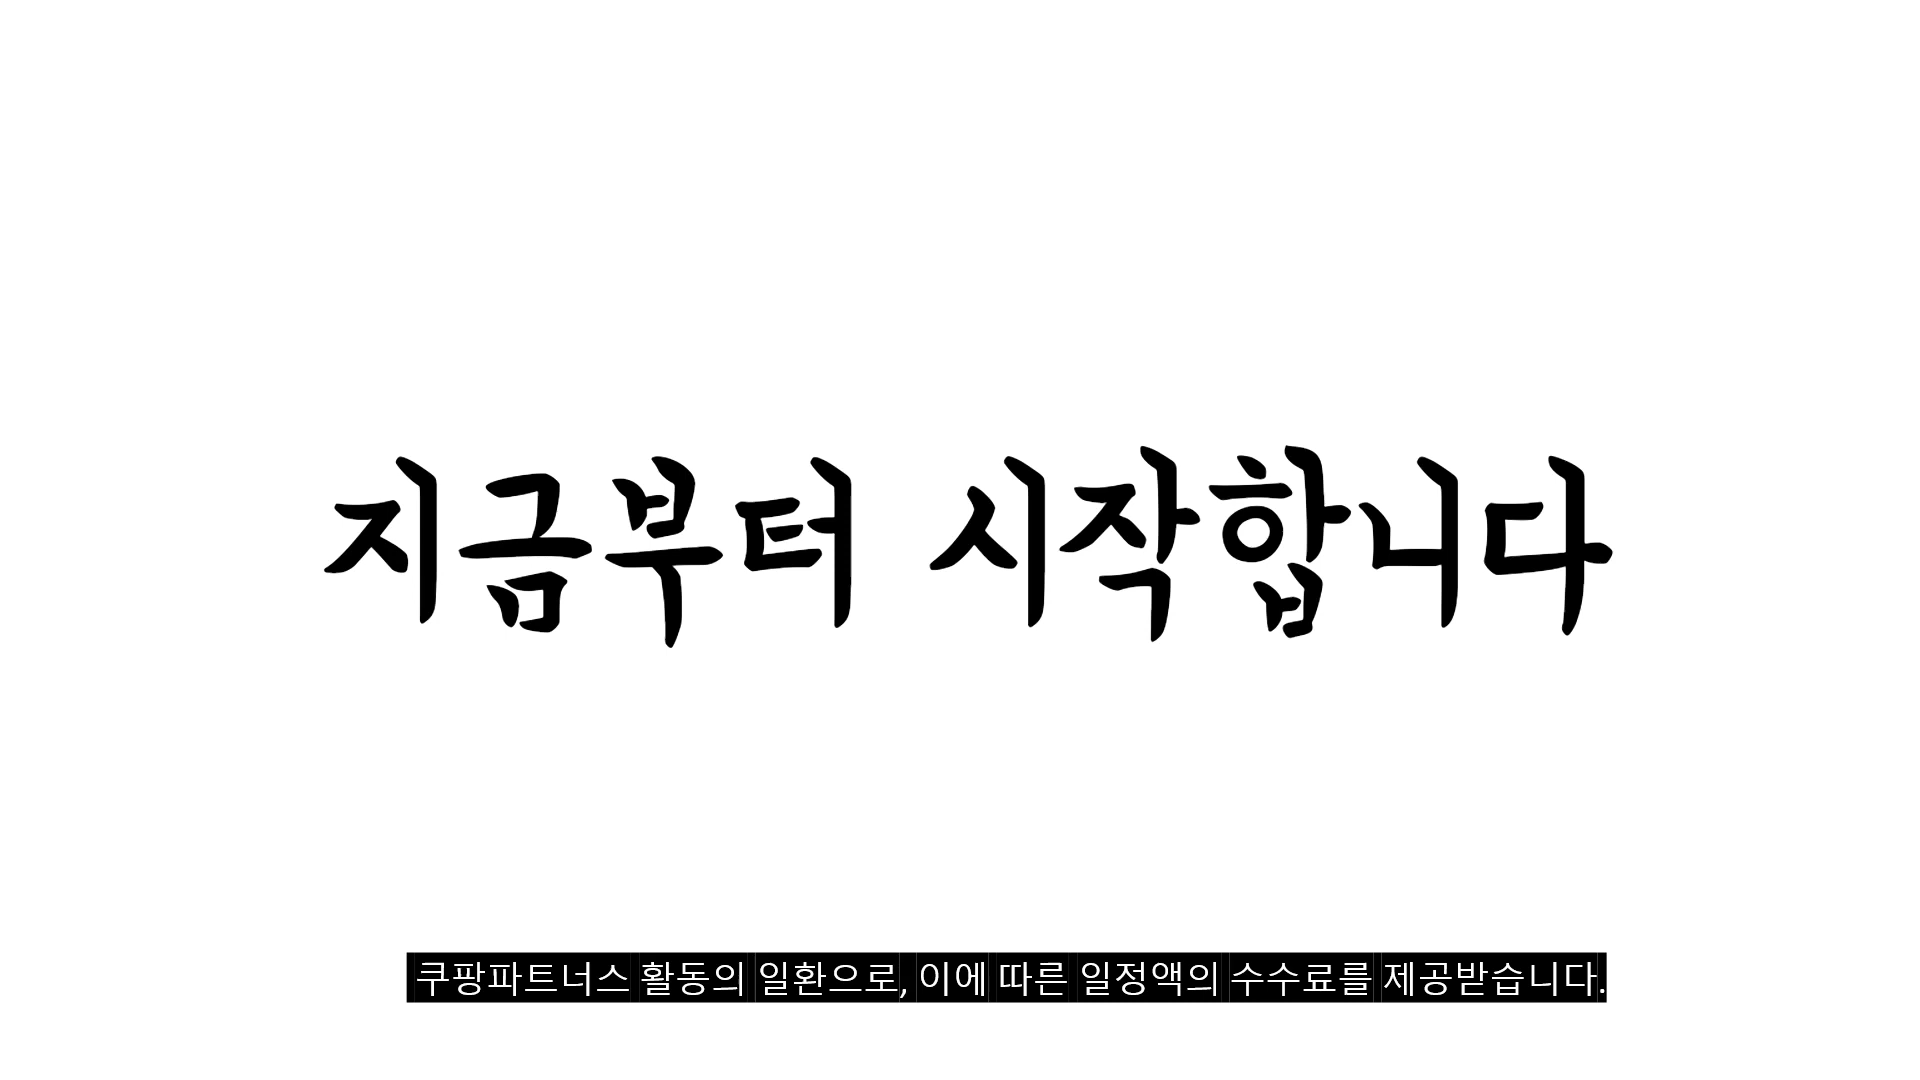 지금부터 시작합니다
쿠팡파트너스 활동의 일환으로, 이에 따른 일정액의 수수료를 제공받습니다.